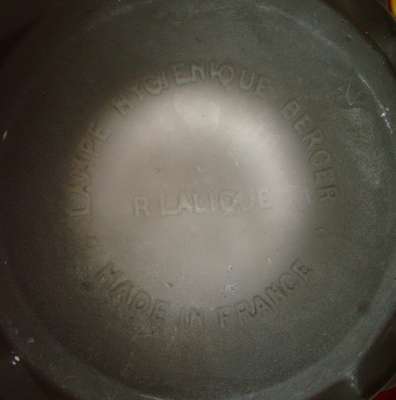 LAMPE HYGIENIQUE BERGER
R LALIQUE
MADE IN FRANCE